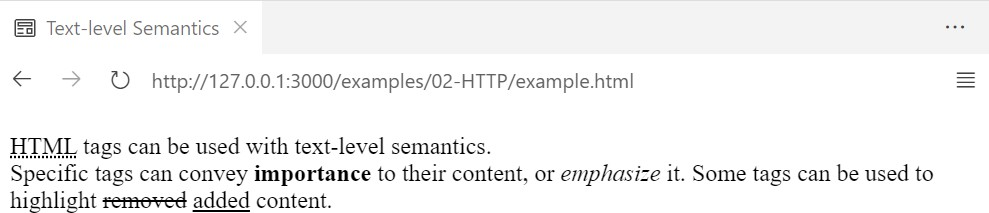 Text-level Semantics
http://127.0.0.1:3000/examples/02-HTTP/example.html
HTML tags can be used with text-level semantics.
Specific tags can convey importance to their content, or emphasize it. Some tags can be used to
highlight removed added content.